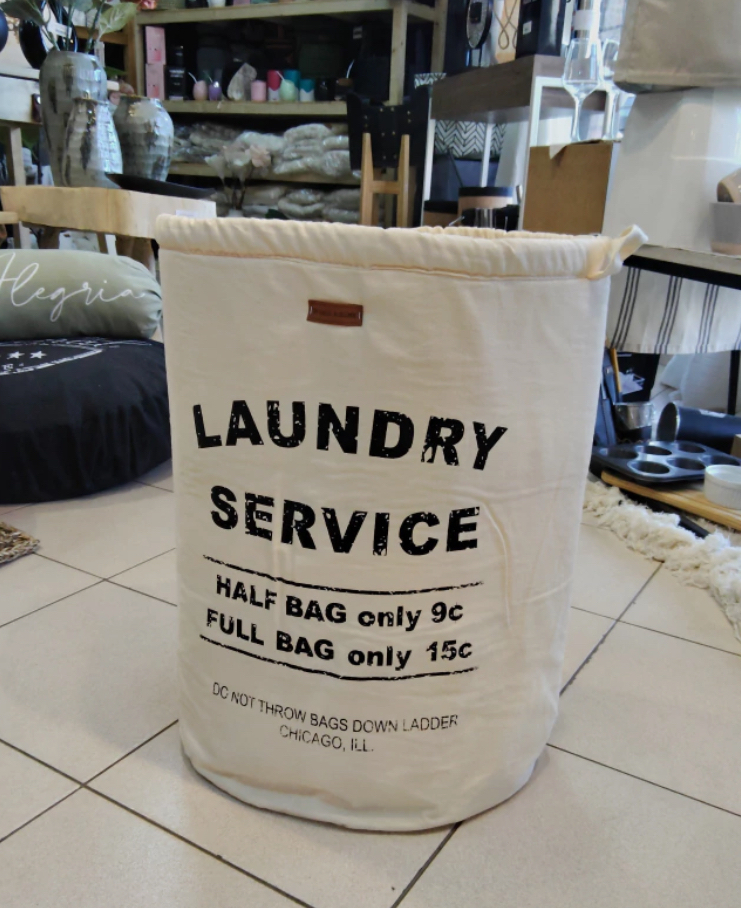 Alegria
LAUNDRY
SERVICE
HALF BAG only 9c
FULL BAG only 15c
DO NOT THROW BAGS DOWN LADDER
CHICAGO, ILL.